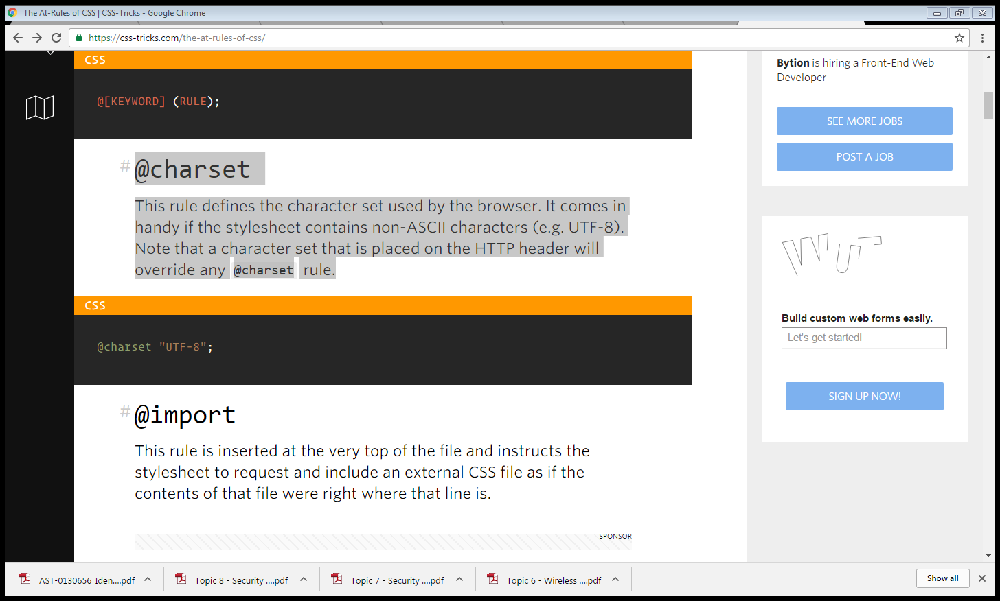 The At-Rules of CSS | CSS-Tricks - Google Chrome
https://css-tricks.com/the-at-rules-of-css/
CSS
@[KEYWORD] (RULE);
# @charset
This rule defines the character set used by the browser. It comes in
handy if the stylesheet contains non-ASCII characters (e.g. UTF-8).
Note that a character set that is placed on the HTTP header will
override any @charset rule.
CSS
@charset "UTF-8";
# @import
This rule is inserted at the very top of the file and instructs the
stylesheet to request and include an external CSS file as if the
contents of that file were right where that line is.
SPONSOR
Bytion is hiring a Front-End Web
Developer
SEE MORE JOBS
POST A JOB
WUT
Build custom web forms easily.
Let's get started!
SIGN UP NOW!
AST-0130656_Iden....pdf
Topic 8 - Security ....pdf
Topic 7 - Security ....pdf
Topic 6 - Wireless ....pdf
Show all